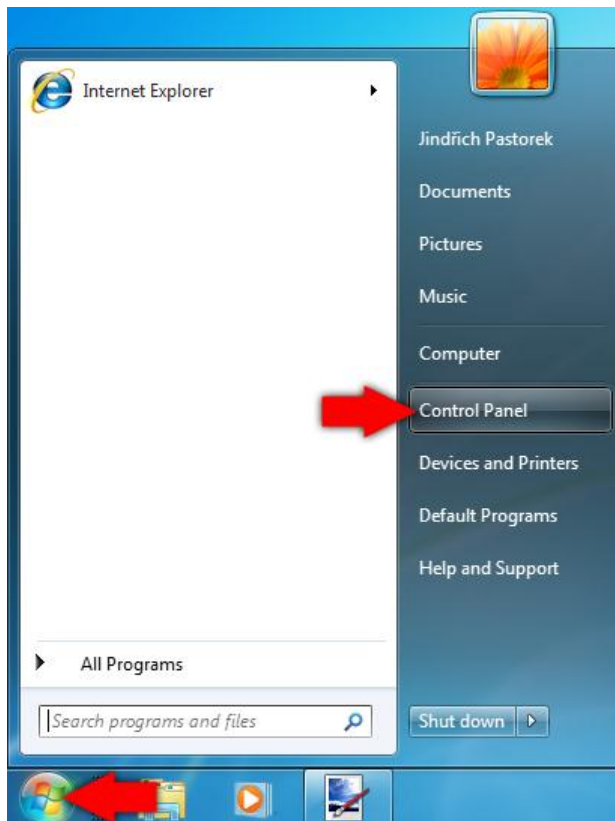 Internet Explorer
Jindřich Pastorek
Documents
Pictures
Music
Computer
Control Panel
Devices and Printers
Default Programs
Help and Support
All Programs
Search programs and files
Shut down